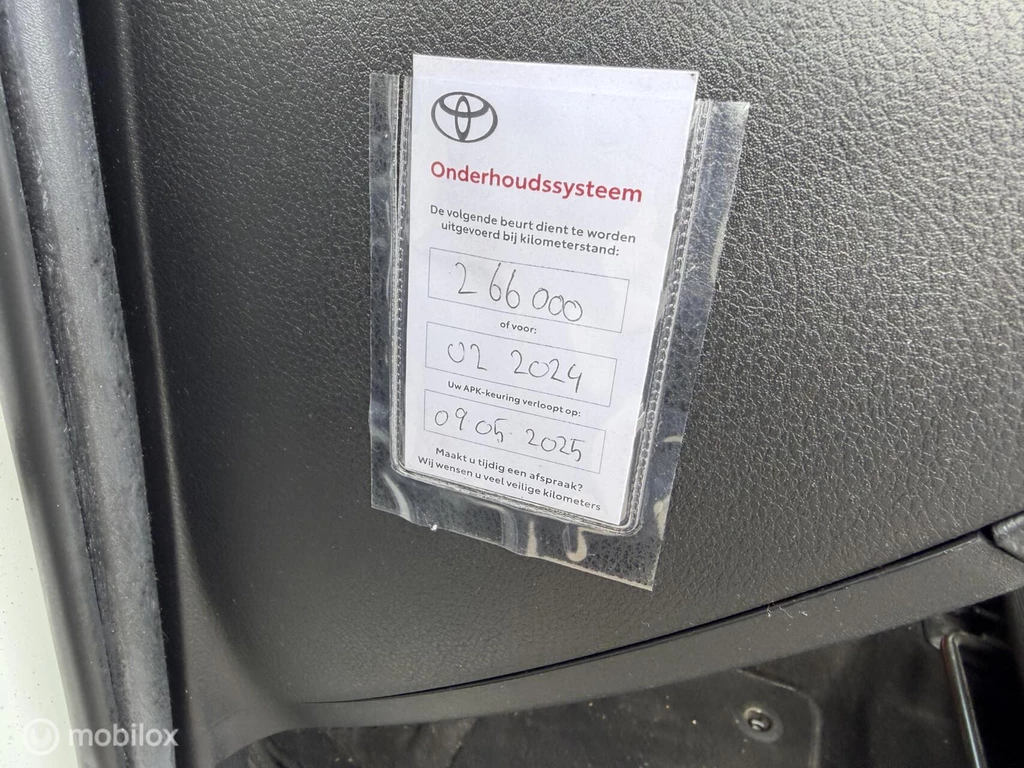 Onderhoudssysteem
De volgende beurt dient te worden
uitgevoerd bij kilometerstand:
266000
of voor:
02 2024
Uw APK-keuring verloopt op:
09 05. 2025
Maakt u tijdig een afspraak?
Wij wensen u veel veilige kilometers
mobilox